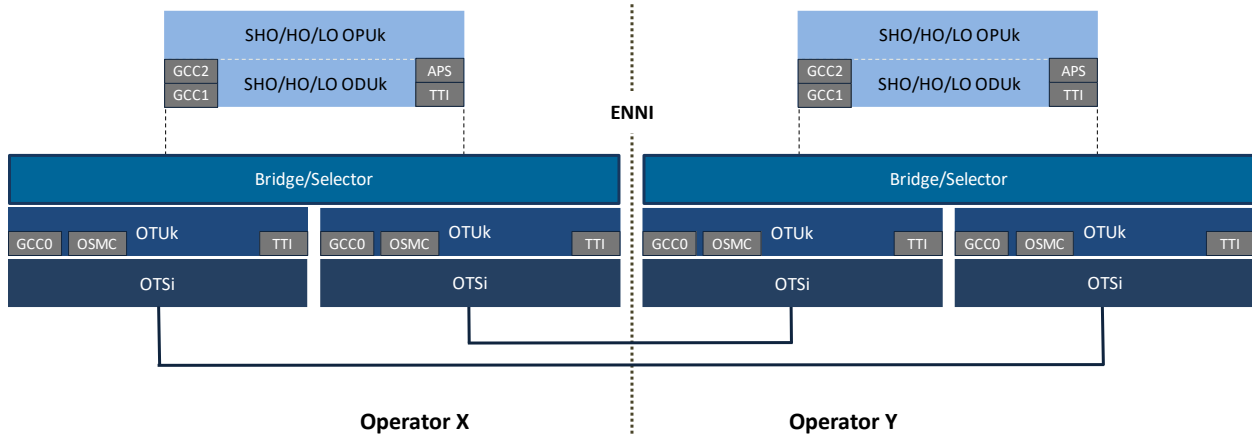 SHO/HO/LO OPUk
SHO/HO/LO OPUk
GCC2
APS
GCC2
APS
SHO/HO/LO ODUk
SHO/HO/LO ODUk
GCC1
TTI
GCC1
TTI
ENNI
Bridge/Selector
Bridge/Selector
OTUk
OTUk
OTUk
OTUk
GCC0
OSMC
TTI
GCC0
OSMC
TTI
GCC0
OSMC
TTI
GCC0
OSMC
TTI
OTSi
OTSi
OTSi
OTSi
Operator X
Operator Y